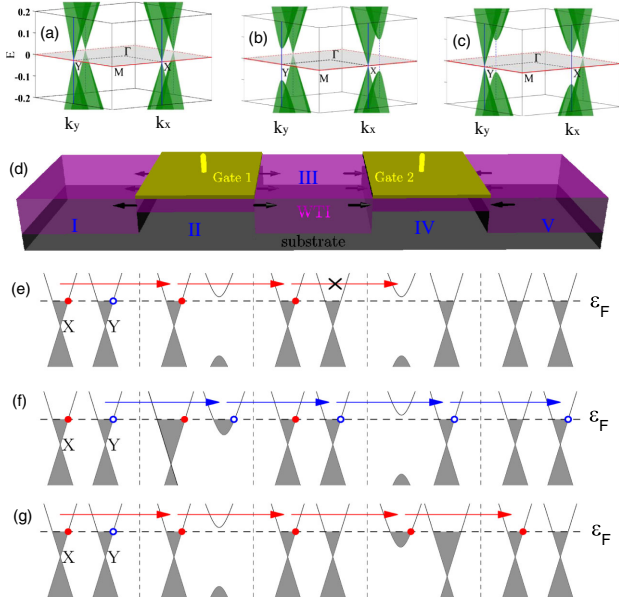 (a)
0.2
0.1
E
0
-0.1
-0.2
Γ
Y
X
M
ky
kx
(b)
Γ
Y
X
M
ky
kx
(c)
Γ
Y
X
M
ky
kx
(d)
Gate 1
III
Gate 2
I
II
WTI
IV
V
substrate
(e)
X
Y
εF
(f)
X
Y
εF
(g)
X
Y
εF